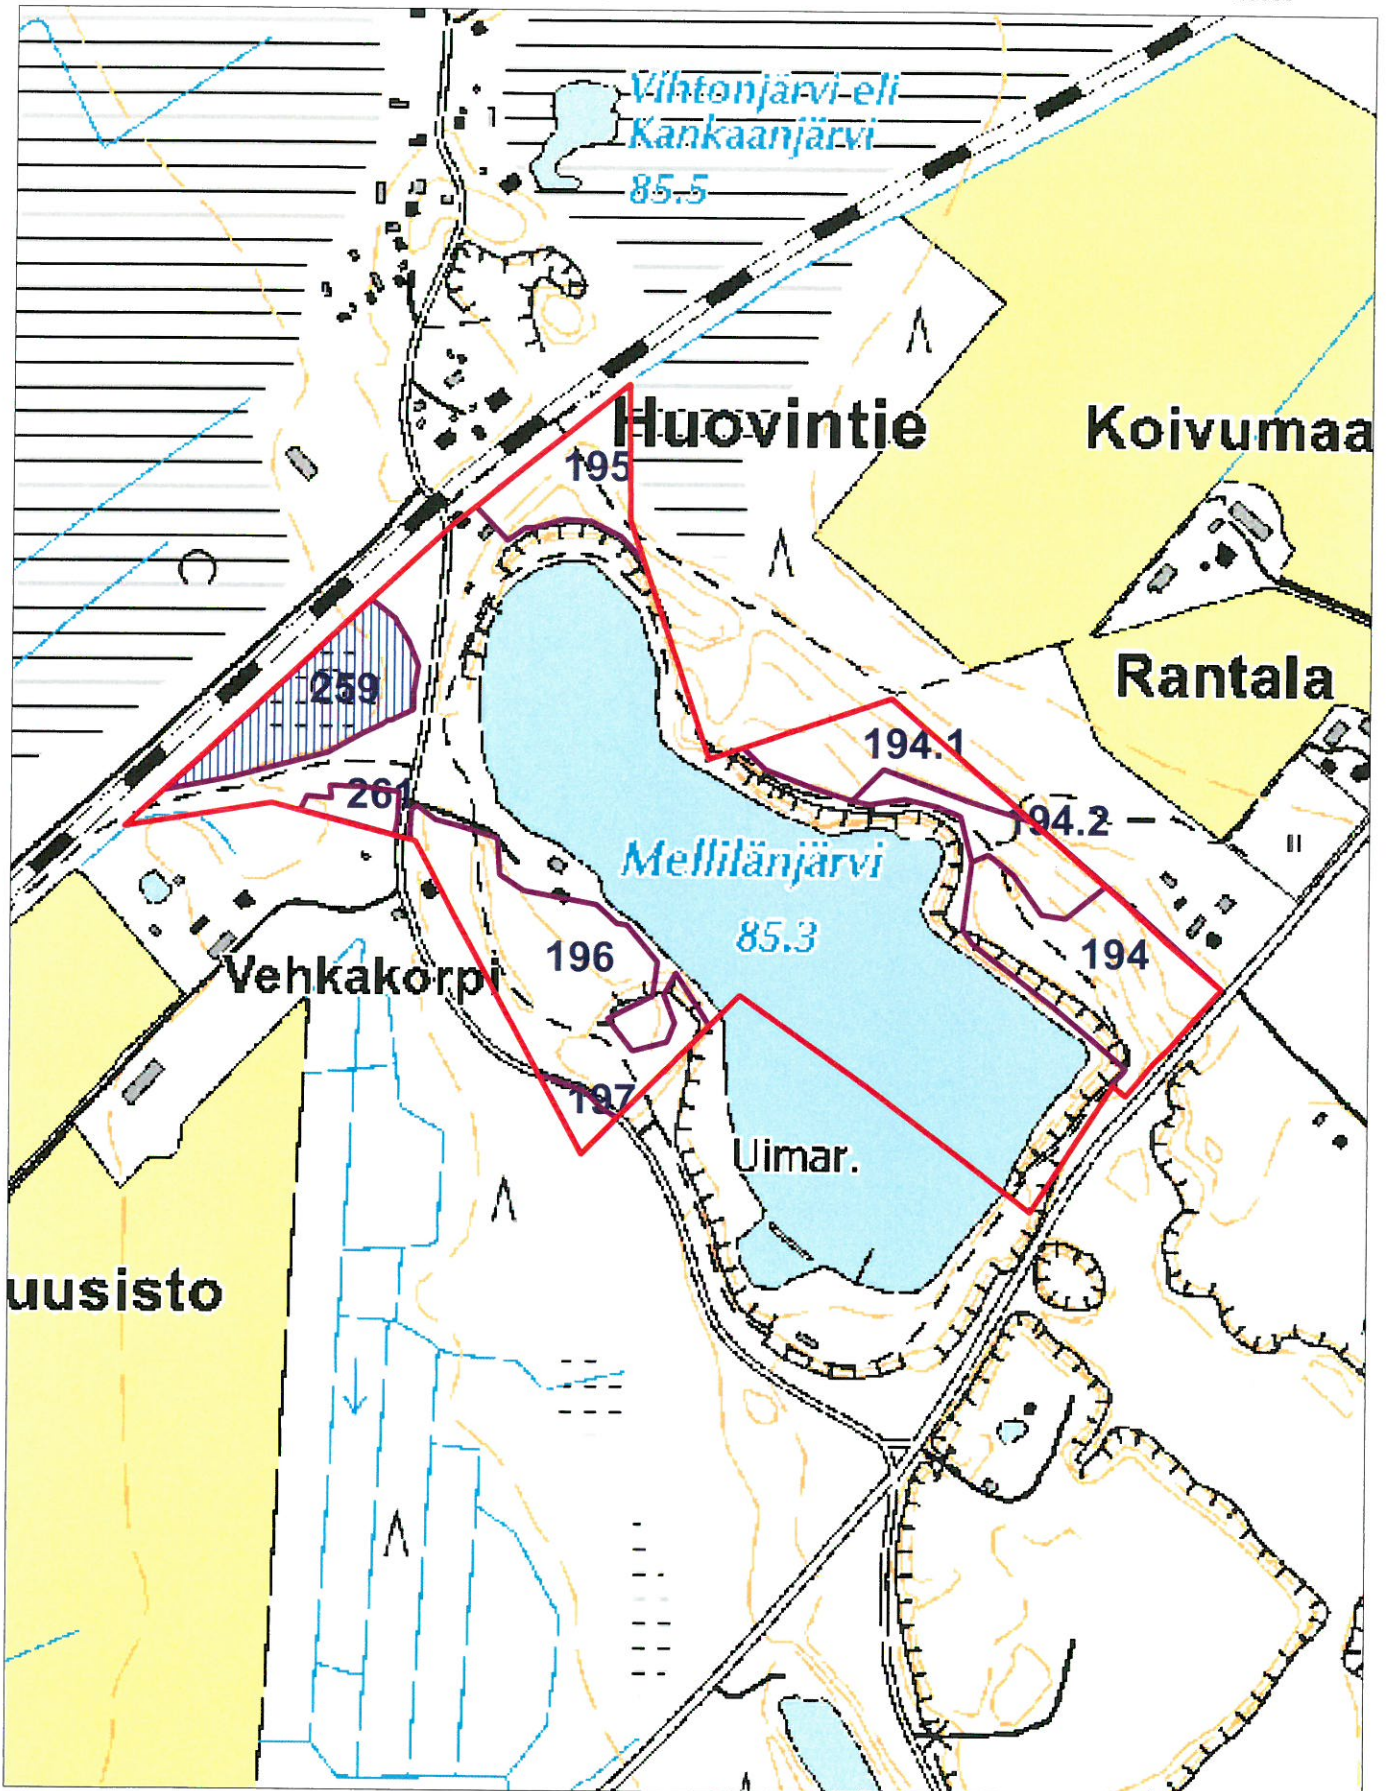 Vihtonjärvi eli
Kankaanjärvi
85.5
Huovintie
Koivumaa
195
259
Rantala
194.1
261
194.2
Mellilänjärvi
85.3
196
194
Vehkakorpi
197
Uimar.
uusisto